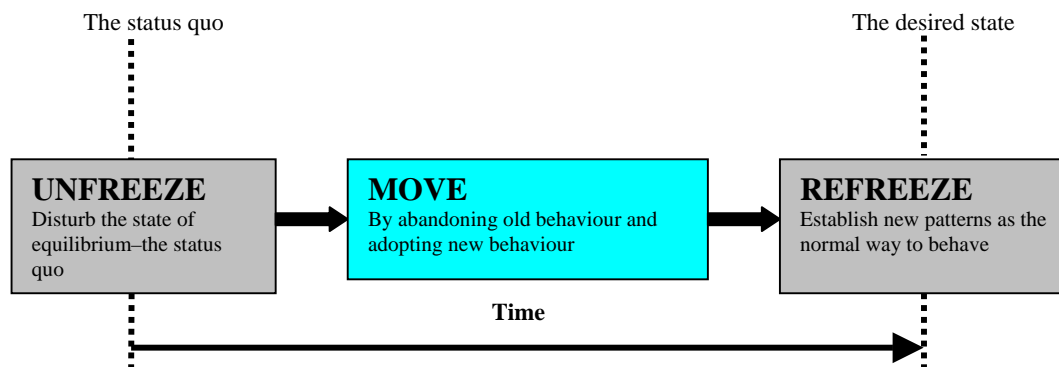 The status quo
The desired state
UNFREEZE
Disturb the state of
equilibrium–the status
quo
MOVE
By abandoning old behaviour and
adopting new behaviour
REFREEZE
Establish new patterns as the
normal way to behave
Time